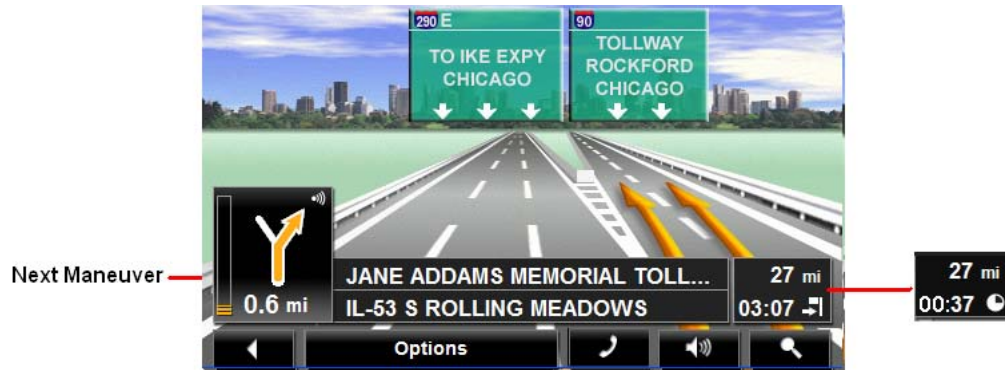 290 E
TO IKE EXPY
CHICAGO
90
TOLLWAY
ROCKFORD
CHICAGO
Next Maneuver
0.6 mi
JANE ADDAMS MEMORIAL TOLL...
IL-53 S ROLLING MEADOWS
27 mi
03:07
27 mi
00:37
Options